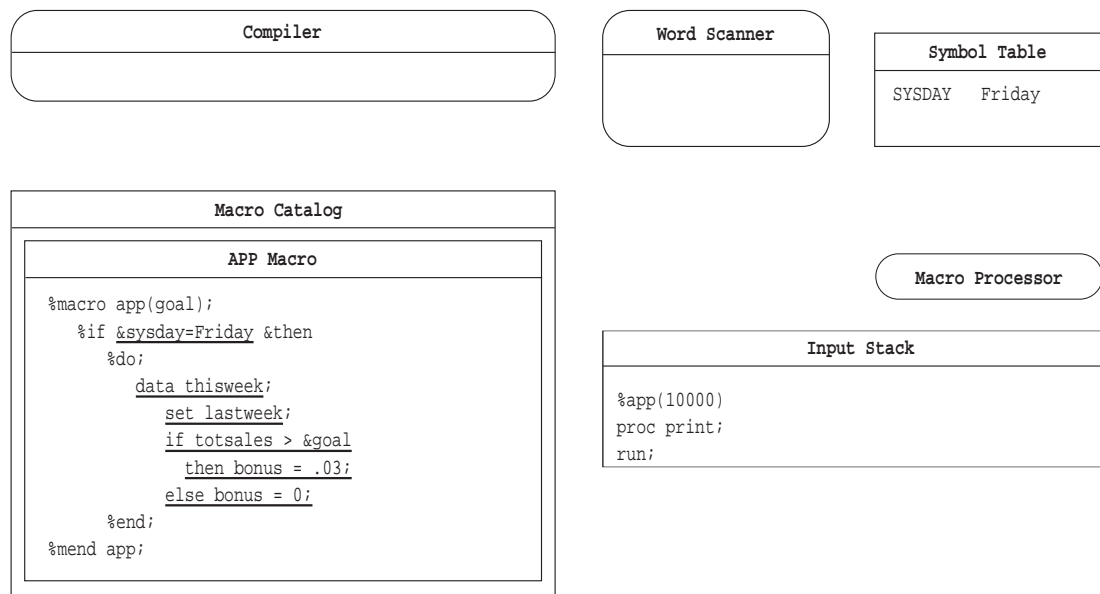 Compiler
Word Scanner
Symbol Table
SYSDAY Friday
Macro Catalog
APP Macro
%macro app(goal);
%if &sysday=Friday &then
%do;
data thisweek;
set lastweek;
if totsales > &goal
then bonus = .03;
else bonus = 0;
%end;
%mend app;
Macro Processor
Input Stack
%app(10000)
proc print;
run;